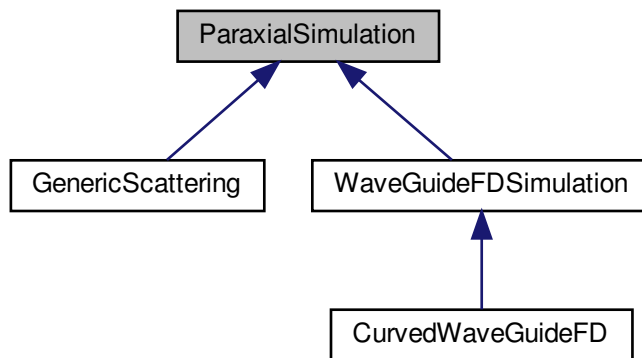 ParaxialSimulation
GenericScattering
WaveGuideFDSimulation
CurvedWaveGuideFD